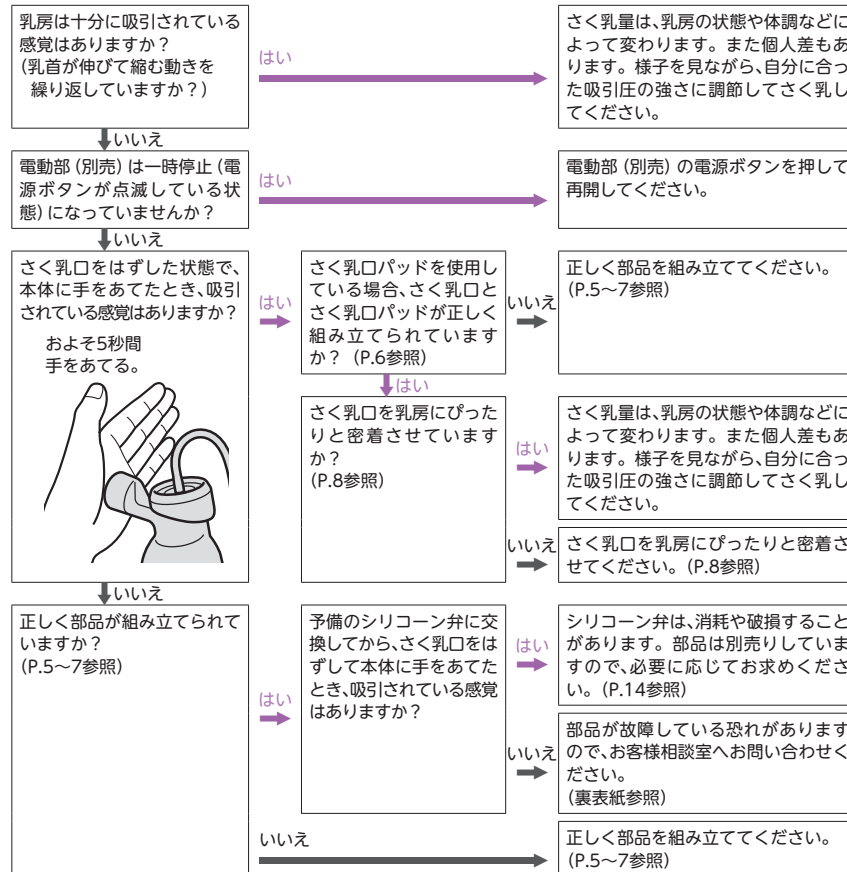 乳房は十分に吸引されている
感覚はありますか？
(乳首が伸びて縮む動きを
繰り返していますか？)
はい
さく乳量は、乳房の状態や体調などに
よって変わります。また個人差もあ
ります。様子を見ながら、自分に合っ
た吸引圧の強さに調節してさく乳し
てください。
いいえ
電動部（別売）は一時停止（電
源ボタンが点滅している状
態）になっていませんか？
はい
電動部（別売）の電源ボタンを押して
再開してください。
いいえ
さく乳口をはずした状態で、
本体に手をあてたとき、吸引
されている感覚はありますか？
およそ5秒間
手をあてる。
はい
さく乳口パッドを使用し
ている場合、さく乳口と
さく乳口パッドが正しく
組み立てられています
か？（P.6参照）
いいえ
正しく部品を組み立ててください。
（P.5〜7参照）
はい
さく乳口を乳房にぴった
りと密着させています
か？
（P.8参照）
はい
さく乳量は、乳房の状態や体調などに
よって変わります。また個人差もあ
ります。様子を見ながら、自分に合っ
た吸引圧の強さに調節してさく乳し
てください。
いいえ
さく乳口を乳房にぴったりと密着さ
せてください。（P.8参照）
いいえ
正しく部品が組み立てられて
いますか？
（P.5〜7参照）
はい
予備のシリコーン弁に交
換してから、さく乳口をは
ずして本体に手をあてた
とき、吸引されている感覚
はありますか？
はい
シリコーン弁は、消耗や破損すること
があります。部品は別売りしていま
すので、必要に応じてお求めくださ
い。（P.14参照）
いいえ
部品が故障している恐れがあります
ので、お客様相談室へお問い合わせく
ださい。
（裏表紙参照）
いいえ
正しく部品を組み立ててください。
（P.5〜7参照）